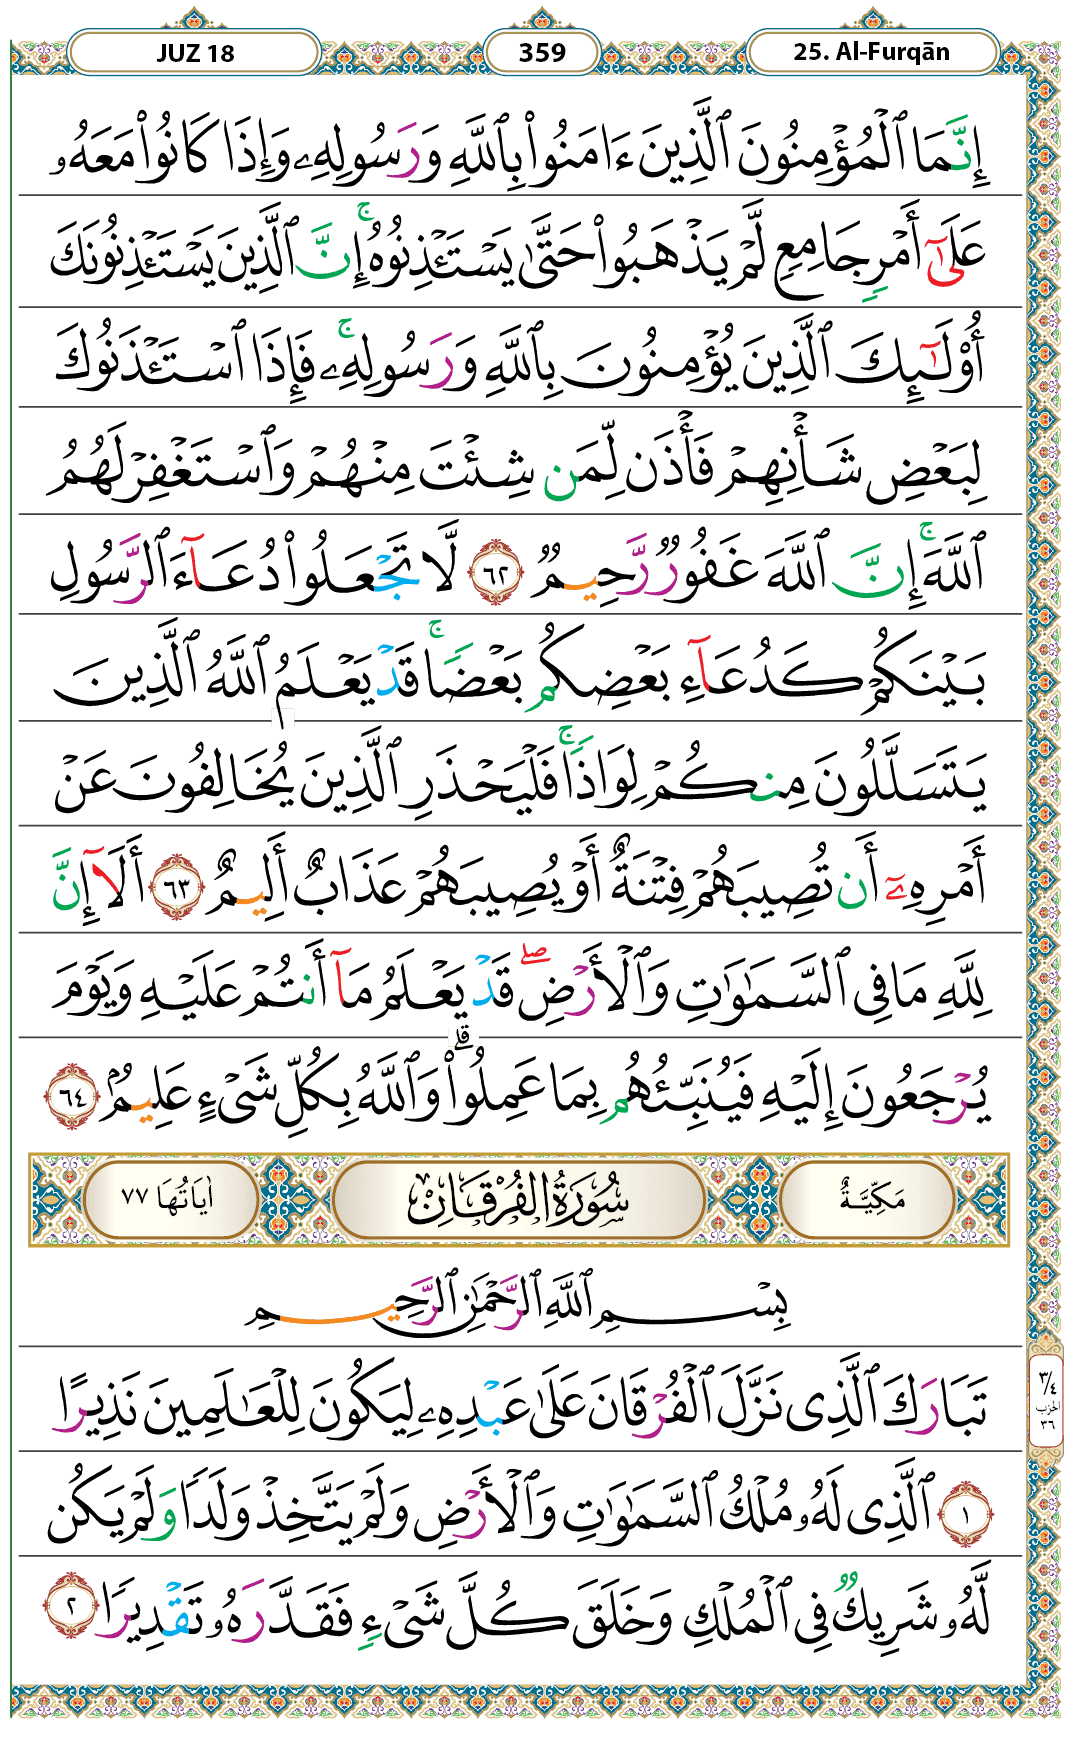 JUZ 18
359
25. Al-Furqān
إِنَّمَا ٱلْمُؤْمِنُونَ ٱلَّذِينَ ءَامَنُوا۟ بِٱللَّهِ وَرَسُولِهِۦ وَإِذَا كَانُوا۟ مَعَهُۥ
عَلَىٰٓ أَمْرٍ جَامِعٍ لَّمْ يَذْهَبُوا۟ حَتَّىٰ يَسْتَـْٔذِنُوهُ ۚ إِنَّ ٱلَّذِينَ يَسْتَـْٔذِنُونَكَ
أُو۟لَـٰٓئِكَ ٱلَّذِينَ يُؤْمِنُونَ بِٱللَّهِ وَرَسُولِهِۦ ۚ فَإِذَا ٱسْتَـْٔذَنُوكَ
لِبَعْضِ شَأْنِهِمْ فَأْذَن لِّمَن شِئْتَ مِنْهُمْ وَٱسْتَغْفِرْ لَهُمُ
ٱللَّهَ ۚ إِنَّ ٱللَّهَ غَفُورٌ رَّحِيمٌ ٦٢ لَّا تَجْعَلُوا۟ دُعَآءَ ٱلرَّسُولِ
بَيْنَكُمْ كَدُعَآءِ بَعْضِكُم بَعْضًا ۚ قَدْ يَعْلَمُ ٱللَّهُ ٱلَّذِينَ
يَتَسَلَّلُونَ مِنكُمْ لِوَاذًا ۚ فَلْيَحْذَرِ ٱلَّذِينَ يُخَالِفُونَ عَنْ
أَمْرِهِۦٓ أَن تُصِيبَهُمْ فِتْنَةٌ أَوْ يُصِيبَهُمْ عَذَابٌ أَلِيمٌ ٦٣ أَلَآ إِنَّ
لِلَّهِ مَا فِى ٱلسَّمَـٰوَٰتِ وَٱلْأَرْضِ ۖ قَدْ يَعْلَمُ مَآ أَنتُمْ عَلَيْهِ وَيَوْمَ
يُرْجَعُونَ إِلَيْهِ فَيُنَبِّئُهُم بِمَا عَمِلُوا۟ ۗ وَٱللَّهُ بِكُلِّ شَىْءٍ عَلِيمٌۢ ٦٤
مَكِّيَّةٌ
سُورَةُ الْفُرْقَانِ
اٰيَاتُهَا ٧٧
بِسْمِ ٱللَّهِ ٱلرَّحْمَـٰنِ ٱلرَّحِيمِ
تَبَارَكَ ٱلَّذِى نَزَّلَ ٱلْفُرْقَانَ عَلَىٰ عَبْدِهِۦ لِيَكُونَ لِلْعَـٰلَمِينَ نَذِيرًا
١ ٱلَّذِى لَهُۥ مُلْكُ ٱلسَّمَـٰوَٰتِ وَٱلْأَرْضِ وَلَمْ يَتَّخِذْ وَلَدًا وَلَمْ يَكُن
لَّهُۥ شَرِيكٌ فِى ٱلْمُلْكِ وَخَلَقَ كُلَّ شَىْءٍ فَقَدَّرَهُۥ تَقْدِيرًا ٢
٣/٤
الحزب
٣٦